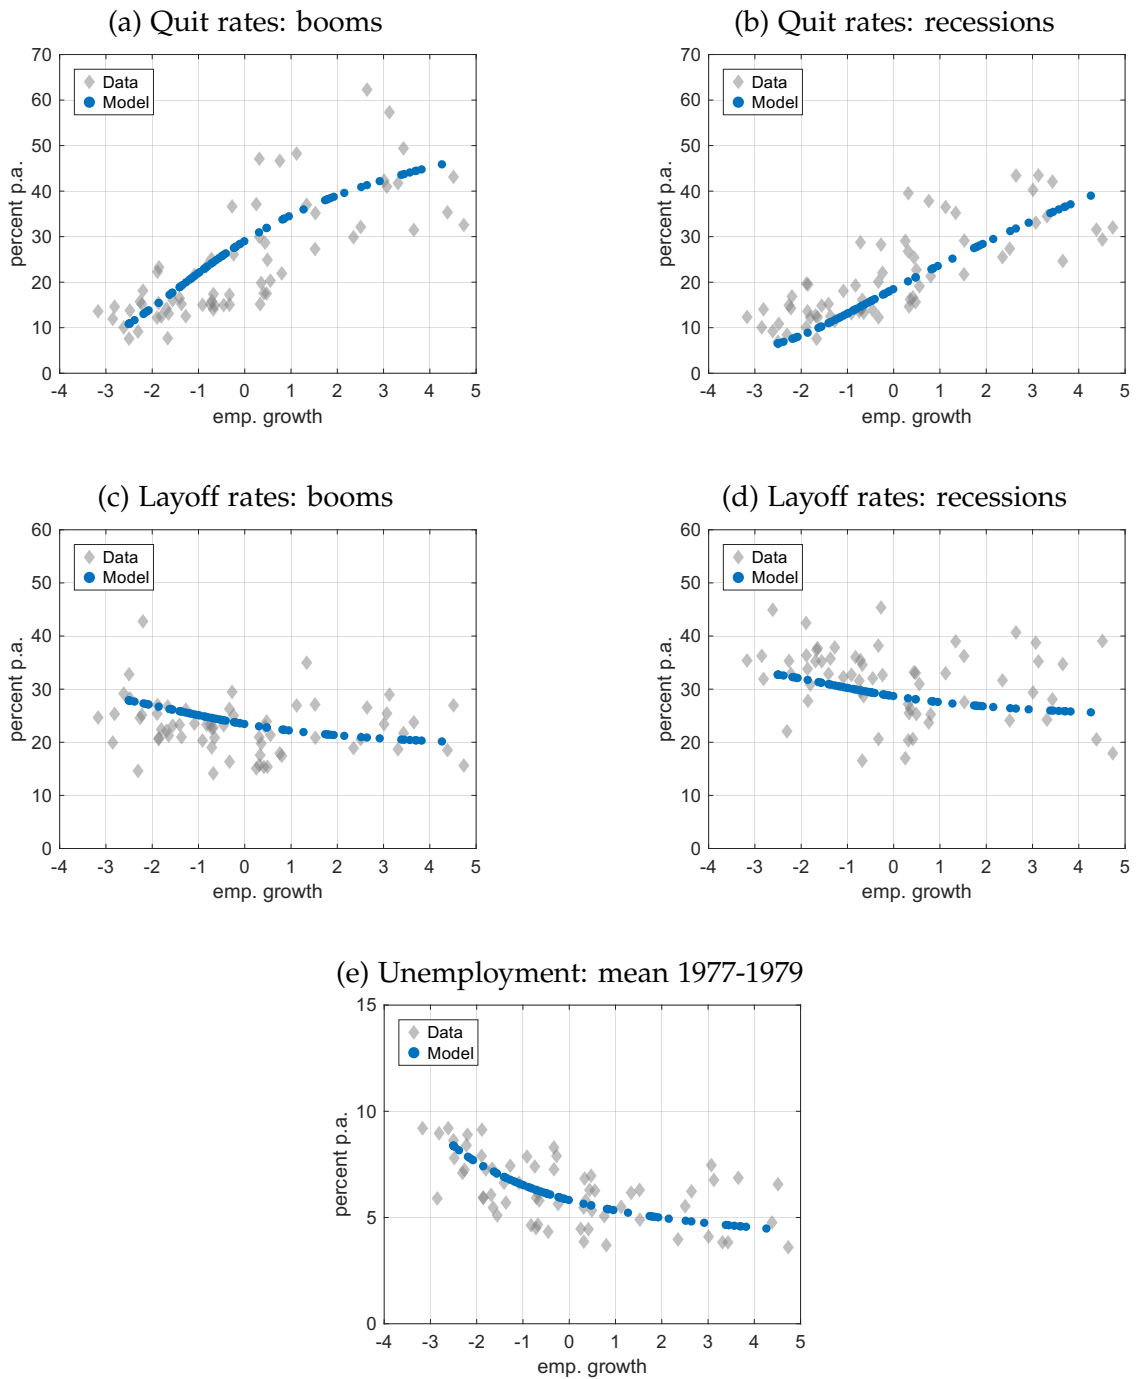 (a) Quit rates: booms
70
60
50
40
30
20
10
0
percent p.a.
Data
Model
-4 -3 -2 -1 0 1 2 3 4 5
emp. growth
(b) Quit rates: recessions
70
60
50
40
30
20
10
0
percent p.a.
Data
Model
-4 -3 -2 -1 0 1 2 3 4 5
emp. growth
(c) Layoff rates: booms
60
50
40
30
20
10
0
percent p.a.
Data
Model
-4 -3 -2 -1 0 1 2 3 4 5
emp. growth
(d) Layoff rates: recessions
60
50
40
30
20
10
0
percent p.a.
Data
Model
-4 -3 -2 -1 0 1 2 3 4 5
emp. growth
(e) Unemployment: mean 1977-1979
15
10
5
0
percent p.a.
Data
Model
-4 -3 -2 -1 0 1 2 3 4 5
emp. growth